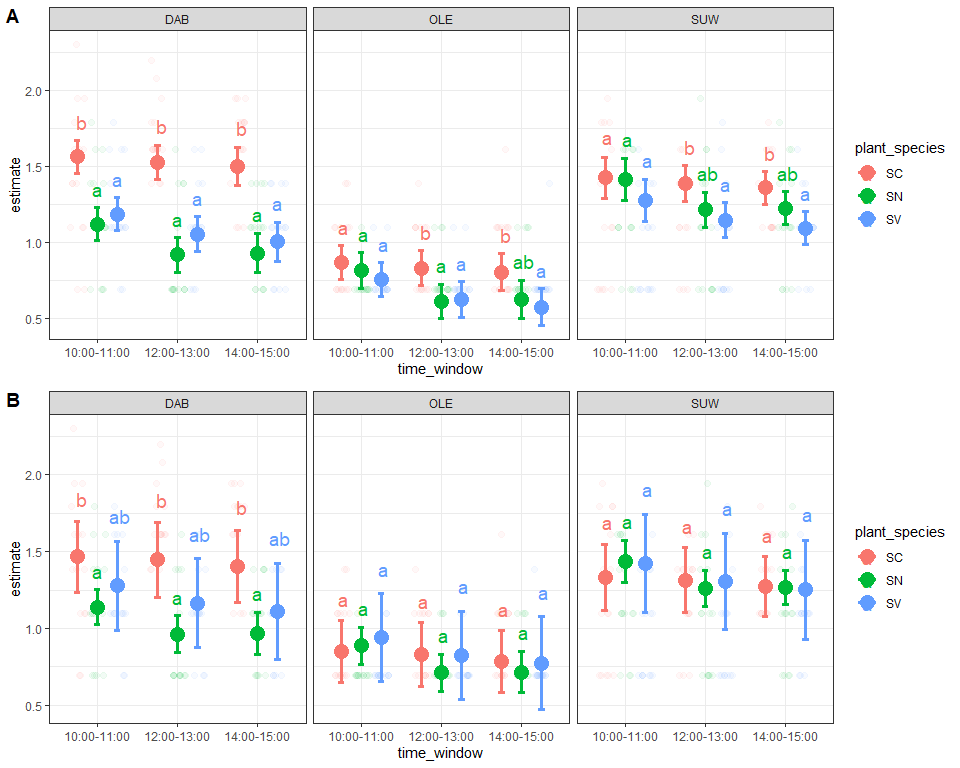 A
DAB OLE SUW
b b b a a a a a a
a a b a b a a a ab
a a b ab a b ab a
estimate
2.0
1.5
1.0
0.5
10:00-11:00 12:00-13:00 14:00-15:00 10:00-11:00 12:00-13:00 14:00-15:00 10:00-11:00 12:00-13:00 14:00-15:00
time_window
plant_species
SC
SN
SV
B
DAB OLE SUW
b a ab b a ab b a ab
a a a a a a a a a
a a a a a a a a a
estimate
2.0
1.5
1.0
0.5
10:00-11:00 12:00-13:00 14:00-15:00 10:00-11:00 12:00-13:00 14:00-15:00 10:00-11:00 12:00-13:00 14:00-15:00
time_window
plant_species
SC
SN
SV